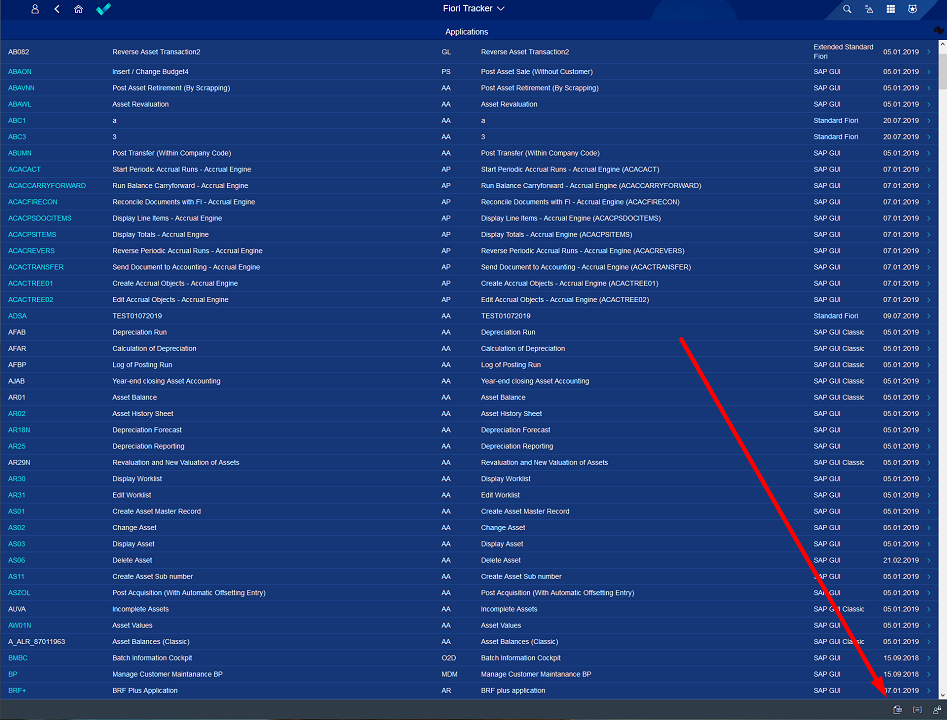 Fiori Tracker
Applications
AB082 Reverse Asset Transaction2 GL Reverse Asset Transaction2 Extended Standard Fiori 05.01.2019
ABAON Insert / Change Budget4 PS Post Asset Sale (Without Customer) SAP GUI 05.01.2019
ABAVNN Post Asset Retirement (By Scrapping) AA Post Asset Retirement (By Scrapping) SAP GUI 05.01.2019
ABAWL Asset Revaluation AA Asset Revaluation SAP GUI 05.01.2019
ABC1 a AA a Standard Fiori 20.07.2019
ABC3 3 AA 3 Standard Fiori 20.07.2019
ABUMN Post Transfer (Within Company Code) AA Post Transfer (Within Company Code) SAP GUI 05.01.2019
ACACACT Start Periodic Accrual Runs - Accrual Engine AP Start Periodic Accrual Runs - Accrual Engine (ACACACT) SAP GUI 07.01.2019
ACACCARRYFORWARD Run Balance Carryforward - Accrual Engine AP Run Balance Carryforward - Accrual Engine (ACACCARRYFORWARD) SAP GUI 07.01.2019
ACACFIRECON Reconcile Documents with FI - Accrual Engine AP Reconcile Documents with FI - Accrual Engine (ACACFIRECON) SAP GUI 07.01.2019
ACACPSDOCITEMS Display Line Items - Accrual Engine AP Display Line Items - Accrual Engine (ACACPSDOCITEMS) SAP GUI 07.01.2019
ACACPSITEMS Display Totals - Accrual Engine AP Display Totals - Accrual Engine (ACACPSITEMS) SAP GUI 07.01.2019
ACACREVERS Reverse Periodic Accrual Runs - Accrual Engine AP Reverse Periodic Accrual Runs - Accrual Engine (ACACREVERS) SAP GUI 07.01.2019
ACACTRANSFER Send Document to Accounting - Accrual Engine AP Send Document to Accounting - Accrual Engine (ACACTRANSFER) SAP GUI 07.01.2019
ACACTREE01 Create Accrual Objects - Accrual Engine AP Create Accrual Objects - Accrual Engine (ACACTREE01) SAP GUI 07.01.2019
ACACTREE02 Edit Accrual Objects - Accrual Engine AP Edit Accrual Objects - Accrual Engine (ACACTREE02) SAP GUI 07.01.2019
ADSA TEST01072019 AA TEST01072019 Standard Fiori 09.07.2019
AFAB Depreciation Run AA Depreciation Run SAP GUI Classic 05.01.2019
AFAR Calculation of Depreciation AA Calculation of Depreciation SAP GUI Classic 05.01.2019
AFBP Log of Posting Run AA Log of Posting Run SAP GUI Classic 05.01.2019
AJAB Year-end closing Asset Accounting AA Year-end closing Asset Accounting SAP GUI Classic 05.01.2019
AR01 Asset Balance AA Asset Balance SAP GUI Classic 05.01.2019
AR02 Asset History Sheet AA Asset History Sheet SAP GUI 05.01.2019
AR18N Depreciation Forecast AA Depreciation Forecast SAP GUI 05.01.2019
AR25 Depreciation Reporting AA Depreciation Reporting SAP GUI 05.01.2019
AR29N Revaluation and New Valuation of Assets AA Revaluation and New Valuation of Assets SAP GUI Classic 05.01.2019
AR30 Display Worklist AA Display Worklist SAP GUI 05.01.2019
AR31 Edit Worklist AA Edit Worklist SAP GUI 05.01.2019
AS01 Create Asset Master Record AA Create Asset Master Record SAP GUI 05.01.2019
AS02 Change Asset AA Change Asset SAP GUI 05.01.2019
AS03 Display Asset AA Display Asset SAP GUI 05.01.2019
AS06 Delete Asset AA Delete Asset SAP GUI 21.02.2019
AS11 Create Asset Sub number AA Create Asset Sub number SAP GUI 05.01.2019
ASZOL Post Acquisition (With Automatic Offsetting Entry) AA Post Acquisition (With Automatic Offsetting Entry) SAP GUI 05.01.2019
AUVA Incomplete Assets AA Incomplete Assets SAP GUI Classic 05.01.2019
AW01N Asset Values AA Asset Values SAP GUI 05.01.2019
A_ALR_87011963 Asset Balances (Classic) AA Asset Balances (Classic) SAP GUI Classic 05.01.2019
BMBC Batch Information Cockpit O2D Batch Information Cockpit SAP GUI 15.09.2018
BP Manage Customer Maintanance BP MDM Manage Customer Maintanance BP SAP GUI 15.09.2018
BRF+ BRF Plus Application AR BRF plus application SAP GUI 07.01.2019